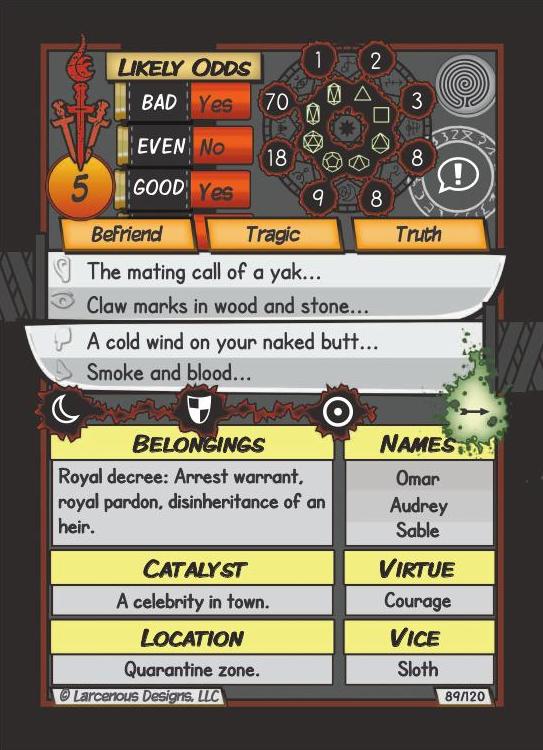 LIKELY ODDS
BAD Yes
EVEN No
GOOD Yes
5
1
2
3
8
8
9
18
70
!
BeFriend Tragic Truth
The mating call of a yak...
Claw marks in wood and stone...
A cold wind on your naked butt...
Smoke and blood...
BELONGINGS
Royal decree: Arrest warrant,
royal pardon, disinheritance of an
heir.
NAMES
Omar
Audrey
Sable
CATALYST
A celebrity in town.
VIRTUE
Courage
LOCATION
Quarantine zone.
VICE
Sloth
© Larcenous Designs, LLC
89/120